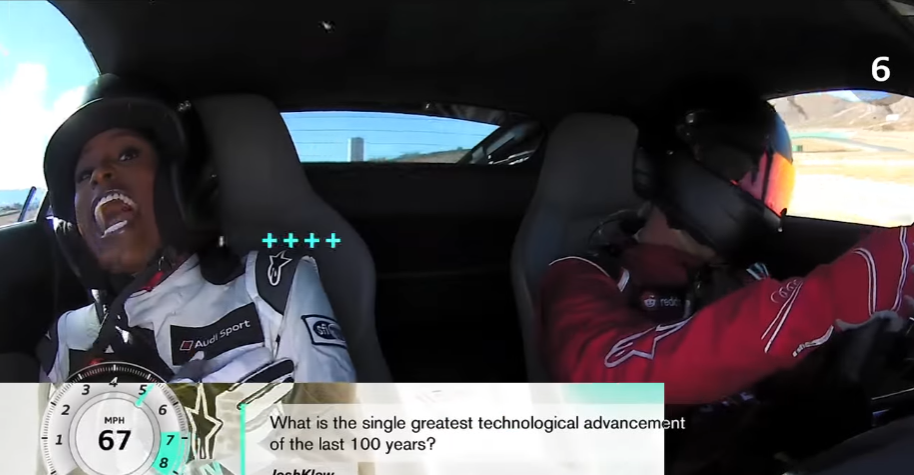 6
++++
Audi Sport
3 4 5
2 6
MPH
1 67 7
8
What is the single greatest technological advancement
of the last 100 years?